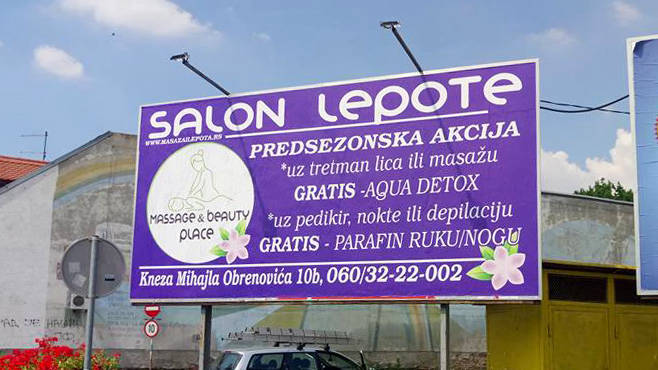 SALON LEPOTE
WWW.MASAZAILEPOTA.RS
PREDSEZONSKA AKCIJA
*uz tretman lica ili masažu
GRATIS -AQUA DETOX
*uz pedikir, nokte ili depilaciju
GRATIS - PARAFIN RUKU/NOGU
MASSAGE & BEAUTY
PLACE
Kneza Mihajla Obrenovića 10b, 060/32-22-002
10